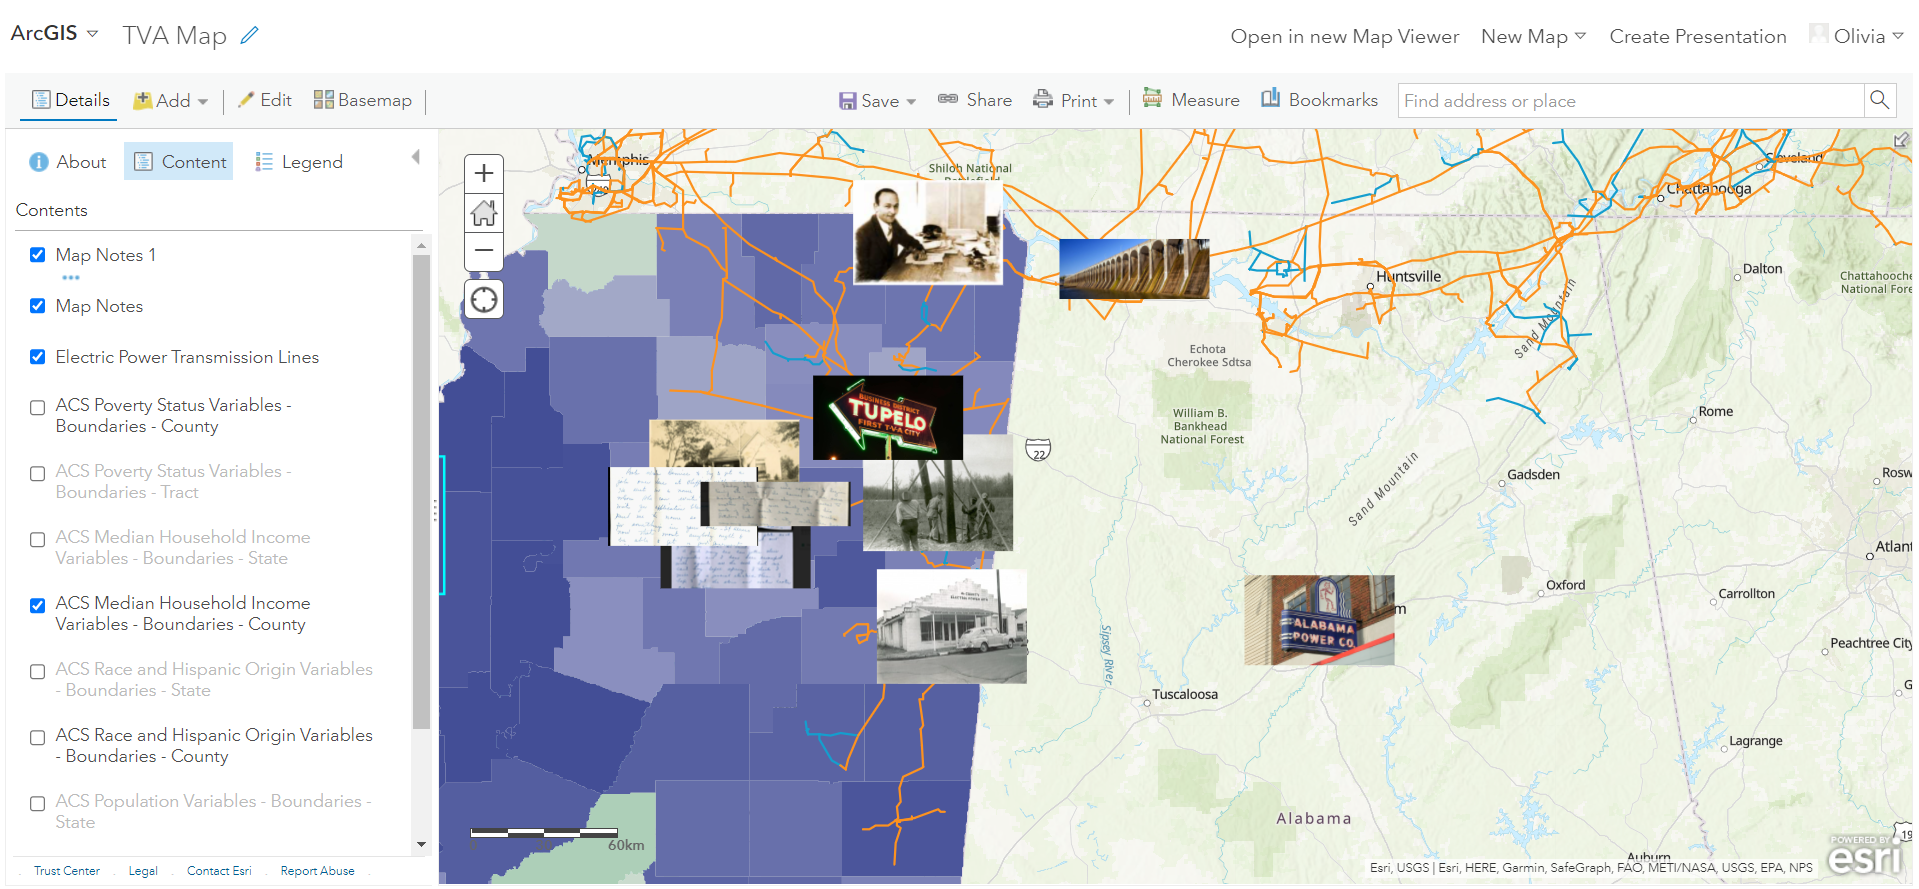 ArcGIS
TVA Map
Open in new Map Viewer
New Map
Create Presentation
Olivia
Details
Add
Edit
Basemap
Save
Share
Print
Measure
Bookmarks
Find address or place
About
Content
Legend
Contents
Map Notes 1
Map Notes
Electric Power Transmission Lines
ACS Poverty Status Variables -
Boundaries - County
ACS Poverty Status Variables -
Boundaries - Tract
ACS Median Household Income
Variables - Boundaries - State
ACS Median Household Income
Variables - Boundaries - County
ACS Race and Hispanic Origin Variables
- Boundaries - State
ACS Race and Hispanic Origin Variables
- Boundaries - County
ACS Population Variables - Boundaries -
State
Trust Center
Legal
Contact Esri
Report Abuse
Memphis
Shiloh National
Battlefield
Cleveland
Chattanooga
Huntsville
Dalton
Chattahooche
National Fore
Sand Mountain
Echota
Cherokee Sdtsa
William B.
Bankhead
National Forest
Rome
BUSINESS DISTRICT
TUPELO
FIRST TVA CITY
22
Sand Mountain
Gadsden
Rosw
Atlant
Oxford
Carrollton
ALABAMA
POWER CO.
m
Sipsey River
Peachtree City
G
Tuscaloosa
Lagrange
Alabama
60km
Auburn
19
POWERED BY
esri
Esri, USGS | Esri, HERE, Garmin, SafeGraph, FAO, METI/NASA, USGS, EPA, NPS